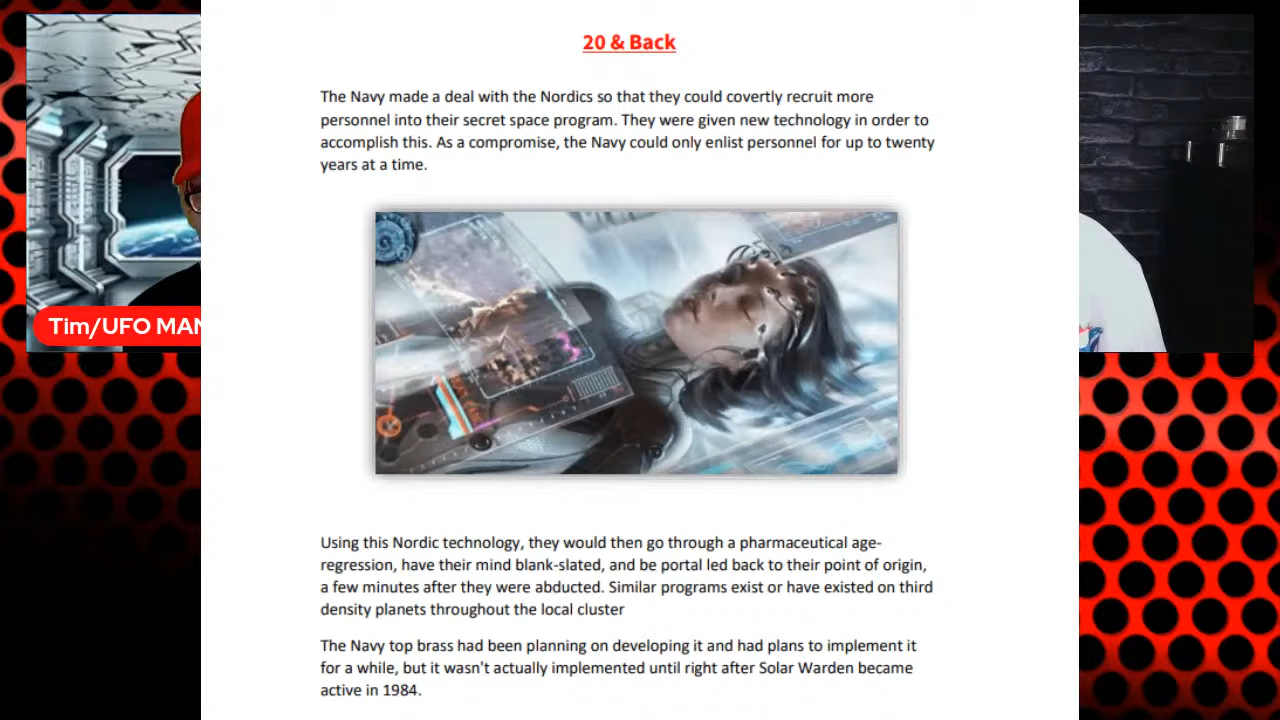 20 & Back
The Navy made a deal with the Nordics so that they could covertly recruit more
personnel into their secret space program. They were given new technology in order to
accomplish this. As a compromise, the Navy could only enlist personnel for up to twenty
years at a time.
Tim/UFO MAN
Using this Nordic technology, they would then go through a pharmaceutical age-
regression, have their mind blank-slated, and be portal led back to their point of origin,
a few minutes after they were abducted. Similar programs exist or have existed on third
density planets throughout the local cluster
The Navy top brass had been planning on developing it and had plans to implement it
for a while, but it wasn't actually implemented until right after Solar Warden became
active in 1984.